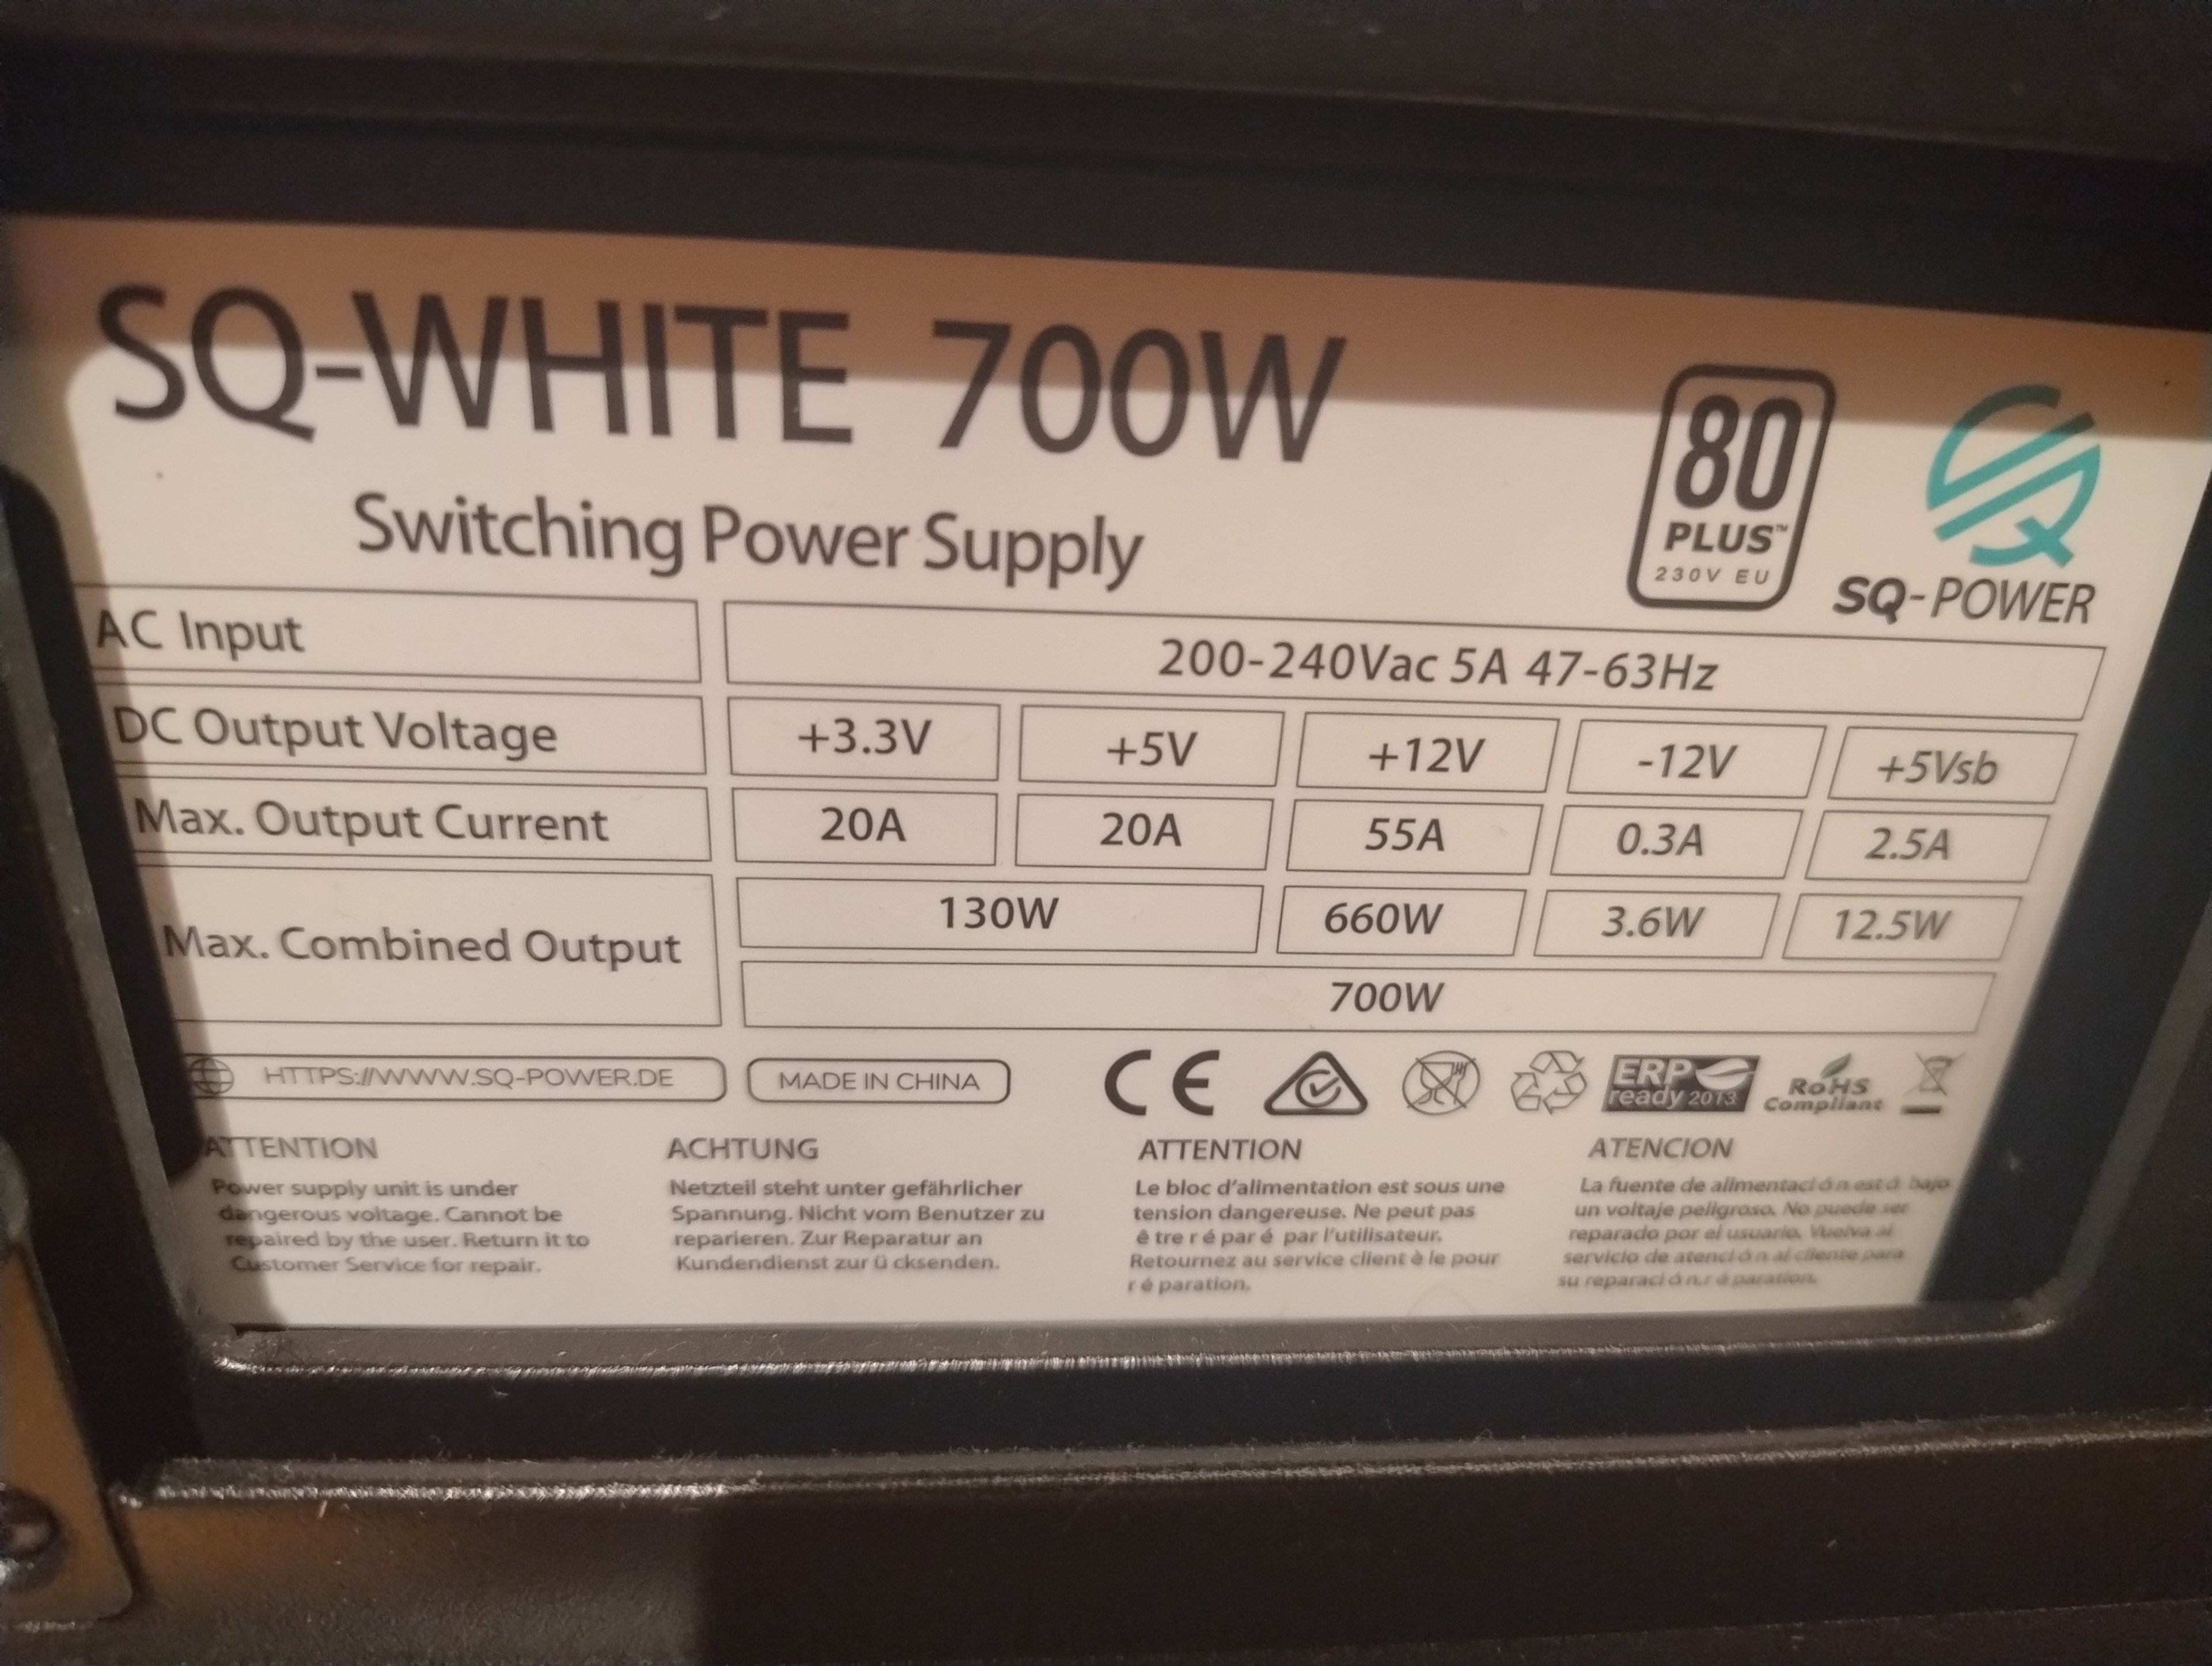 SQ-WHITE 700W
Switching Power Supply
80
PLUS™
230V EU
SQ-POWER
AC Input 200-240Vac 5A 47-63Hz
DC Output Voltage +3.3V +5V +12V -12V +5Vsb
Max. Output Current 20A 20A 55A 0.3A 2.5A
Max. Combined Output 130W 660W 3.6W 12.5W
700W
HTTPS://WWW.SQ-POWER.DE
MADE IN CHINA
CE
ERP
ready 2013
RoHS
Compliant
ATTENTION
Power supply unit is under
dangerous voltage. Cannot be
repaired by the user. Return it to
Customer Service for repair.
ACHTUNG
Netzteil steht unter gefährlicher
Spannung. Nicht vom Benutzer zu
reparieren. Zur Reparatur an
Kundendienst zur ü cksenden.
ATTENTION
Le bloc d'alimentation est sous une
tension dangereuse. Ne peut pas
ê tre r é par é par l'utilisateur.
Retournez au service client è le pour
r é paration.
ATENCION
La fuente de alimentaci ó n est á bajo
un voltaje peligroso. No puede ser
reparado por el usuario. Vuelva al
servicio de atenci ó n al cliente para
su reparaci ó n.r é paration.